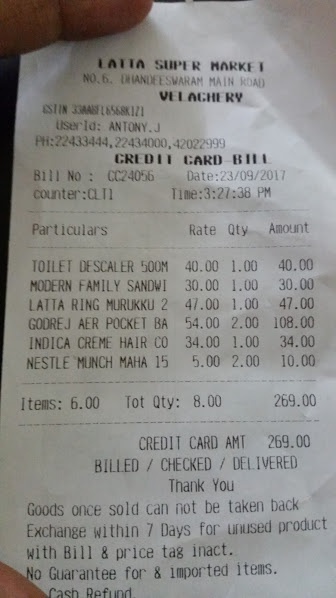 LATTA SUPER MARKET
NO.6, DHANDEESWARAM MAIN ROAD
VELACHERY
GSTIN 33AABFL6568K1Z1
UserId: ANTONY.J
PH:22433444,22434000,42022999
CREDIT CARD BILL
Bill No : CC24056 Date:23/09/2017
counter:CLT1 Time:3:27:38 PM
Particulars Rate Qty Amount
TOILET DESCALER 500M 40.00 1.00 40.00
MODERN FAMILY SANDWI 30.00 1.00 30.00
LATTA RING MURUKKU 2 47.00 1.00 47.00
GODREJ AER POCKET BA 54.00 2.00 108.00
INDICA CREME HAIR CO 34.00 1.00 34.00
NESTLE MUNCH MAHA 15 5.00 2.00 10.00
Items: 6.00 Tot Qty: 8.00 269.00
CREDIT CARD AMT 269.00
BILLED / CHECKED / DELIVERED
Thank You
Goods once sold can not be taken back
Exchange within 7 Days for unused product
with Bill & price tag inact.
No Guarantee for & imported items.
Cash Refund